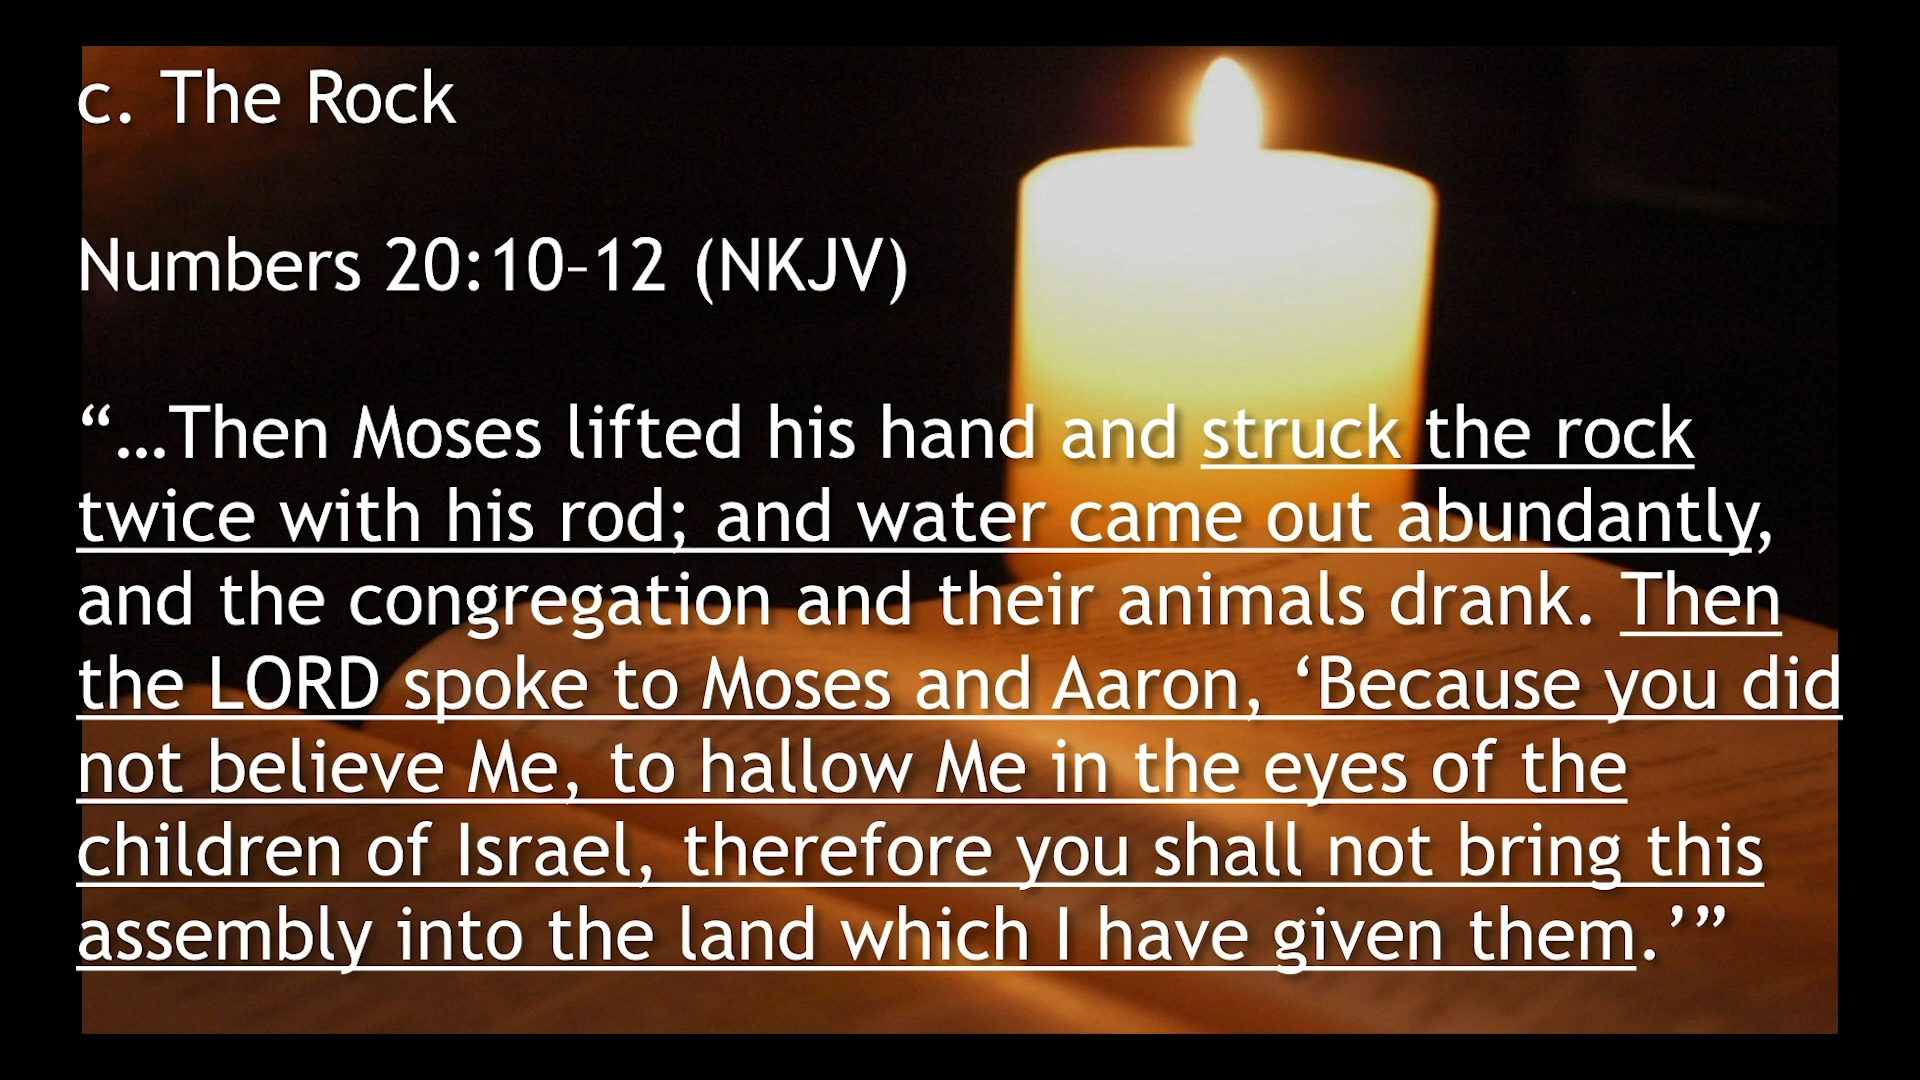 c. The Rock
Numbers 20:10–12 (NKJV)
“…Then Moses lifted his hand and struck the rock
twice with his rod; and water came out abundantly,
and the congregation and their animals drank. Then
the LORD spoke to Moses and Aaron, ‘Because you did
not believe Me, to hallow Me in the eyes of the
children of Israel, therefore you shall not bring this
assembly into the land which I have given them.’”